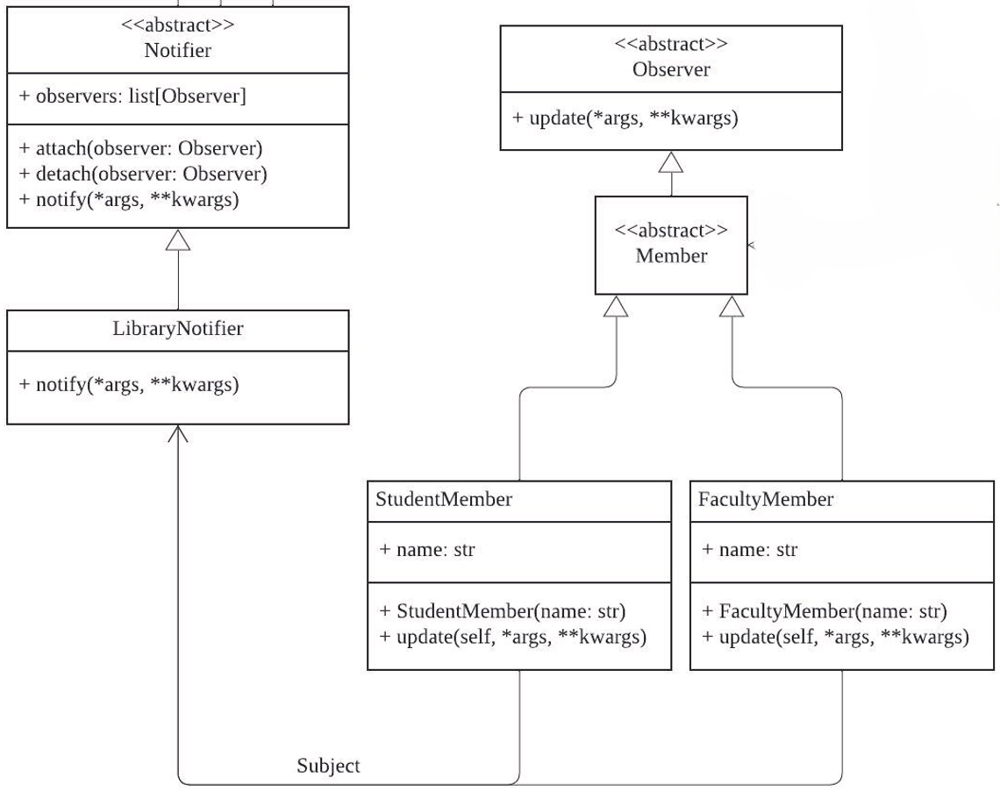 <<abstract>>
Notifier
+ observers: list[Observer]
+ attach(observer: Observer)
+ detach(observer: Observer)
+ notify(*args, **kwargs)
<<abstract>>
Observer
+ update(*args, **kwargs)
<<abstract>>
Member
LibraryNotifier
+ notify(*args, **kwargs)
StudentMember
+ name: str
+ StudentMember(name: str)
+ update(self, *args, **kwargs)
FacultyMember
+ name: str
+ FacultyMember(name: str)
+ update(self, *args, **kwargs)
Subject